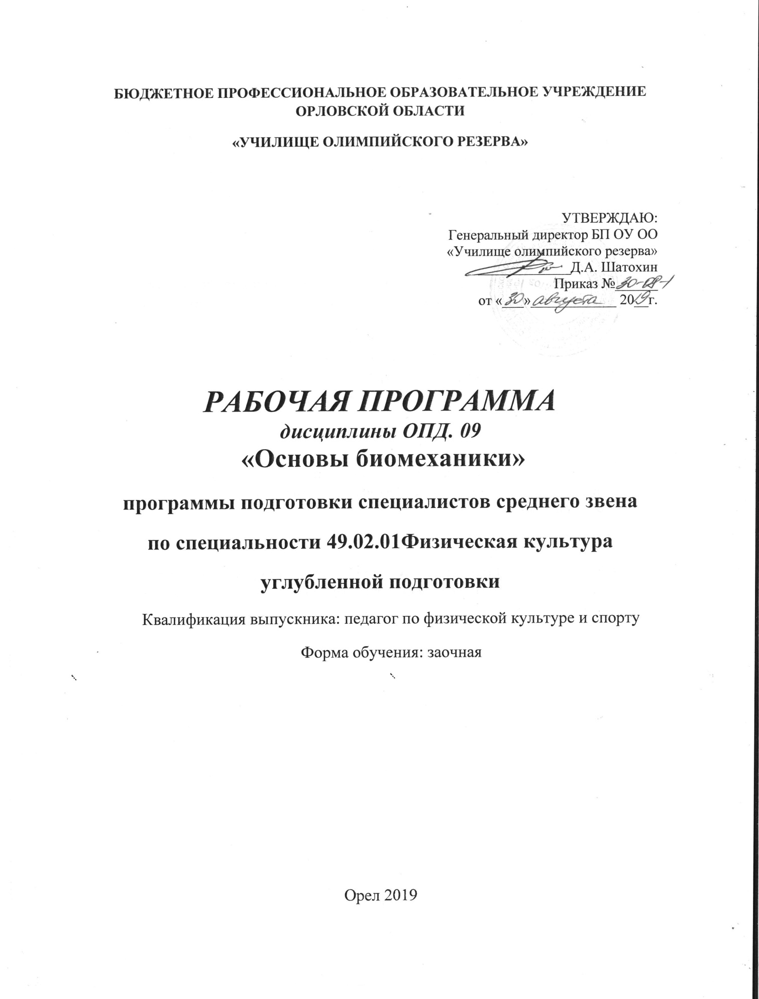 БЮДЖЕТНОЕ ПРОФЕССИОНАЛЬНОЕ ОБРАЗОВАТЕЛЬНОЕ УЧРЕЖДЕНИЕ
ОРЛОВСКОЙ ОБЛАСТИ
«УЧИЛИЩЕ ОЛИМПИЙСКОГО РЕЗЕРВА»
УТВЕРЖДАЮ:
Генеральный директор БП ОУ ОО
«Училище олимпийского резерва»
Д.А. Шатохин
Приказ № 30-08-1
от «30» августа 2019г.
РАБОЧАЯ ПРОГРАММА
дисциплины ОПД. 09
«Основы биомеханики»
программы подготовки специалистов среднего звена
по специальности 49.02.01Физическая культура
углубленной подготовки
Квалификация выпускника: педагог по физической культуре и спорту
Форма обучения: заочная
Орел 2019